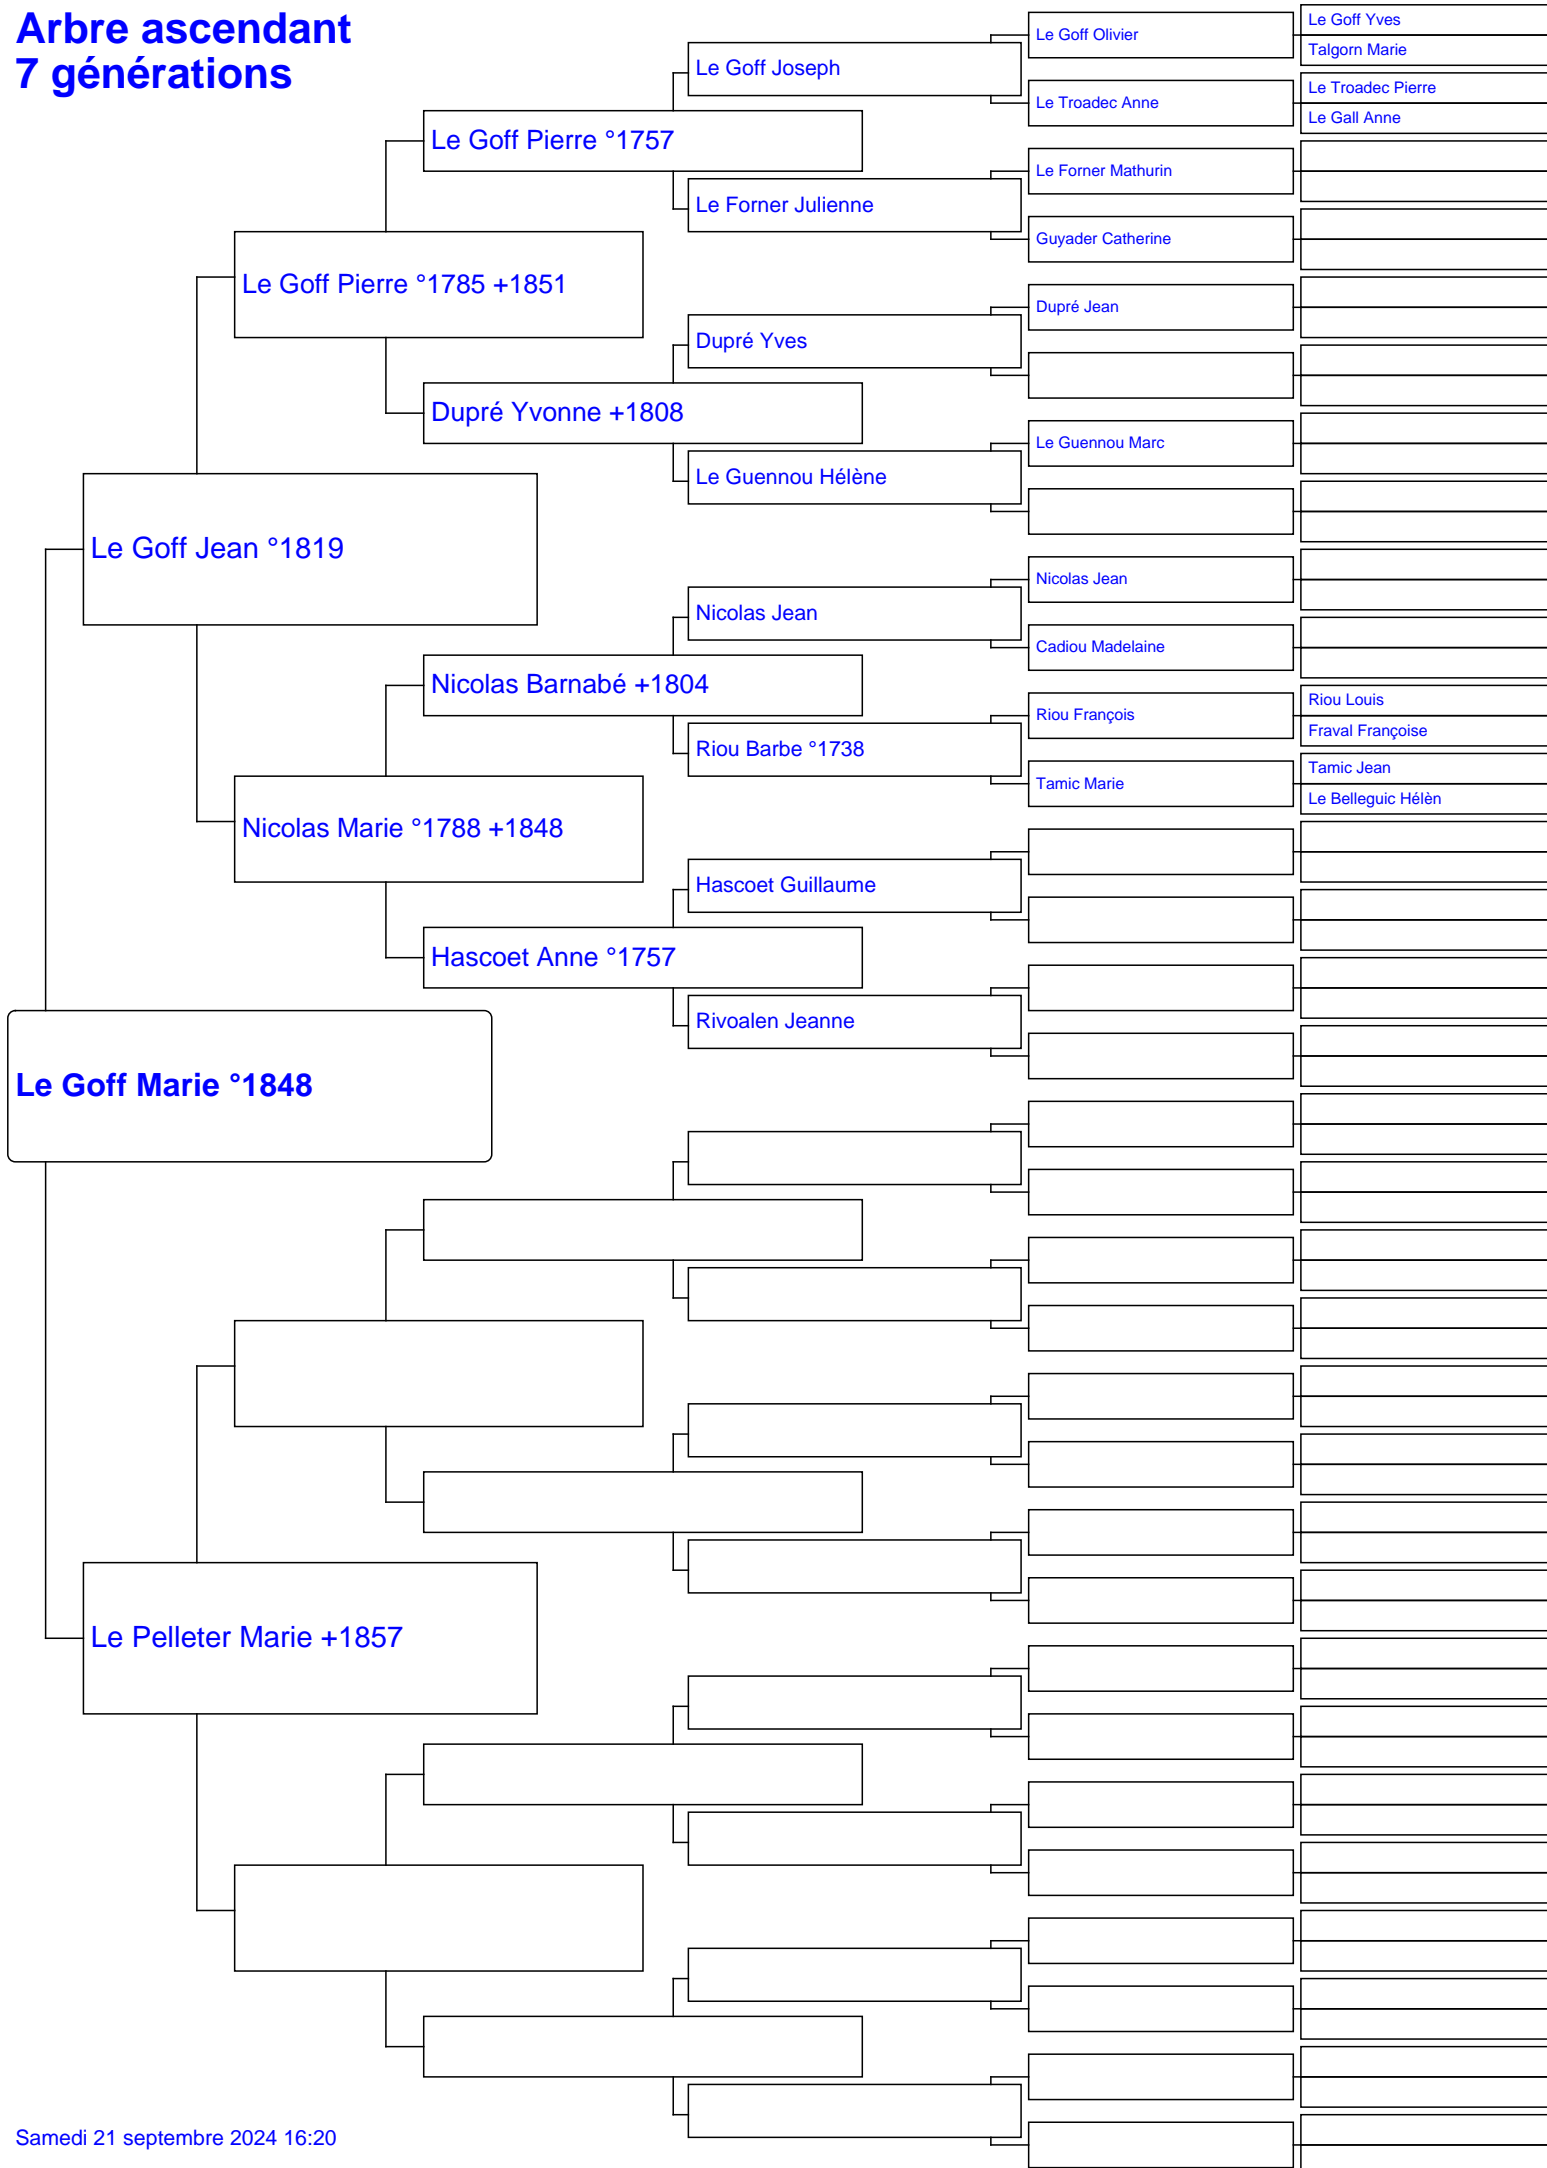 Arbre ascendant
7 générations
Le Goff Olivier
Le Goff Yves
Talgorn Marie
Le Goff Joseph
Le Troadec Anne
Le Troadec Pierre
Le Gall Anne
Le Goff Pierre °1757
Le Forner Mathurin
Le Forner Julienne
Guyader Catherine
Le Goff Pierre °1785 +1851
Dupré Jean
Dupré Yves
Dupré Yvonne +1808
Le Guennou Marc
Le Guennou Hélène
Le Goff Jean °1819
Nicolas Jean
Nicolas Jean
Cadiou Madelaine
Nicolas Barnabé +1804
Riou François
Riou Louis
Fraval Françoise
Riou Barbe °1738
Tamic Marie
Tamic Jean
Le Belleguic Hélèn
Nicolas Marie °1788 +1848
Hascoet Guillaume
Hascoet Anne °1757
Rivoalen Jeanne
Le Goff Marie °1848
Le Pelleter Marie +1857
Samedi 21 septembre 2024 16:20